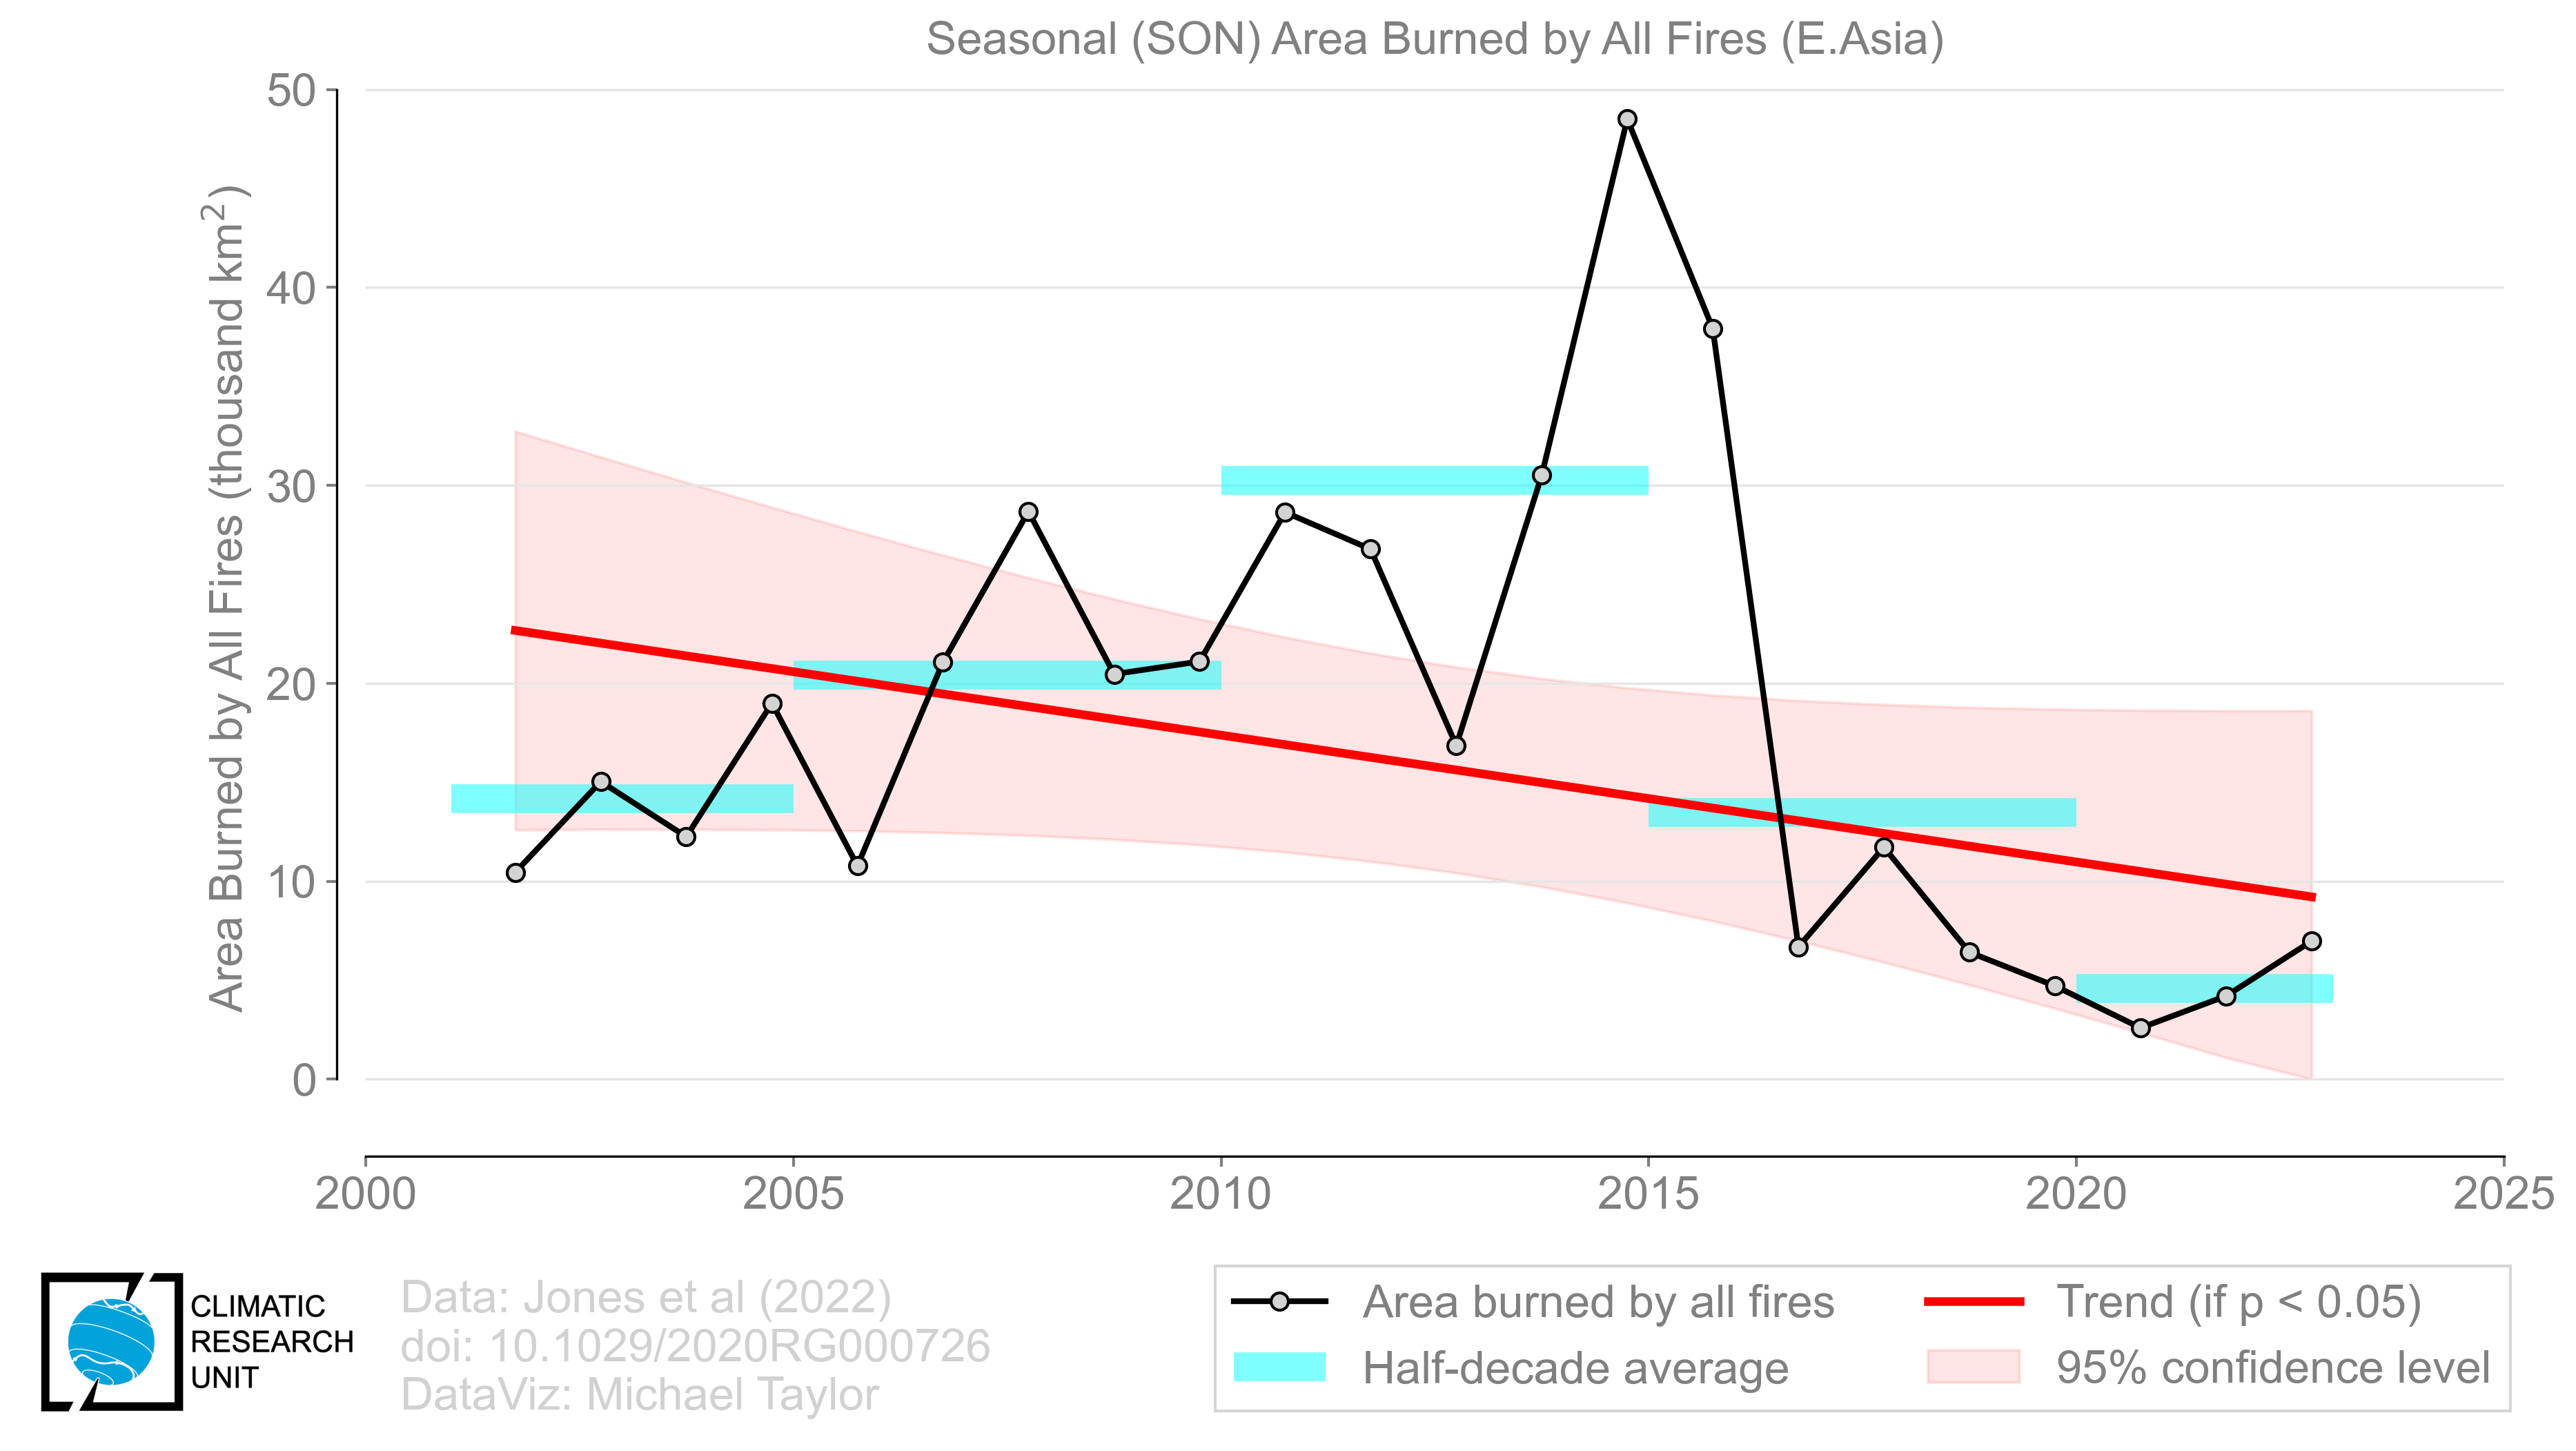 Seasonal (SON) Area Burned by All Fires (E.Asia)
Area Burned by All Fires (thousand km²)
50
40
30
20
10
0
2000 2005 2010 2015 2020 2025
CLIMATIC
RESEARCH
UNIT
Data: Jones et al (2022)
doi: 10.1029/2020RG000726
DataViz: Michael Taylor
Area burned by all fires
Half-decade average
Trend (if p < 0.05)
95% confidence level